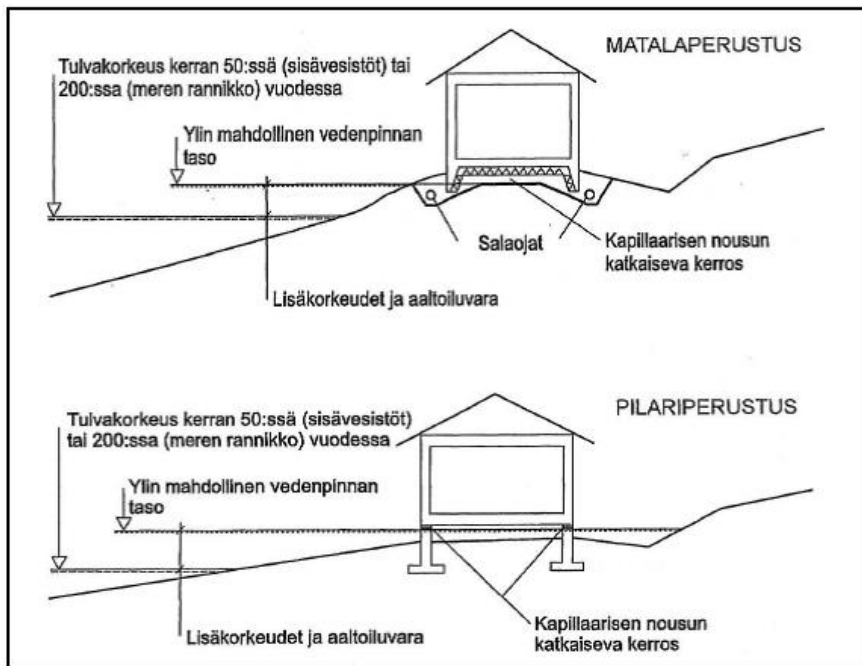 MATALAPERUSTUS
Tulvakorkeus kerran 50:ssä (sisävesistöt) tai
200:ssa (meren rannikko) vuodessa
Ylin mahdollinen vedenpinnan
taso
Salaojat
Kapillaarisen nousun
katkaiseva kerros
Lisäkorkeudet ja aaltoiluvara
PILARIPERUSTUS
Tulvakorkeus kerran 50:ssä (sisävesistöt)
tai 200:ssa (meren rannikko) vuodessa
Ylin mahdollinen vedenpinnan
taso
Lisäkorkeudet ja aaltoiluvara
Kapillaarisen nousun
katkaiseva kerros